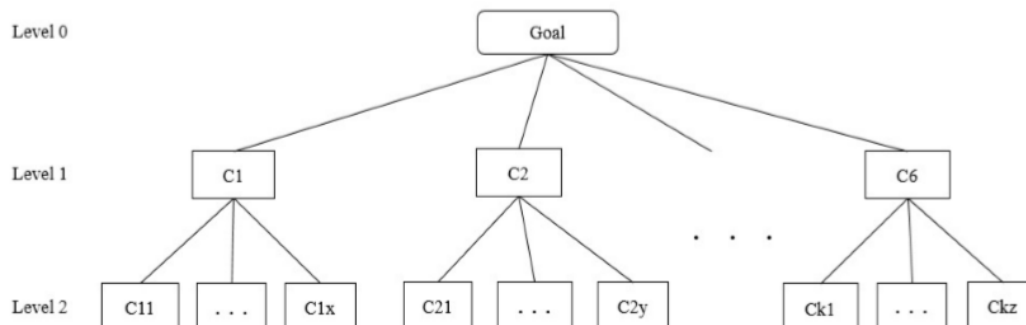 Level 0 Goal
Level 1 C1 C2 C6
. . .
Level 2 C11 . . . C1x C21 . . . C2y Ck1 . . . Ckz